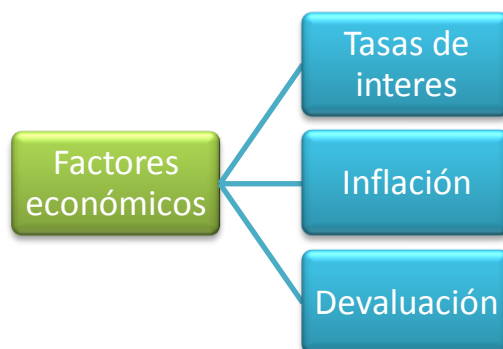 Tasas de
interes
Factores
económicos
Inflación
Devaluación